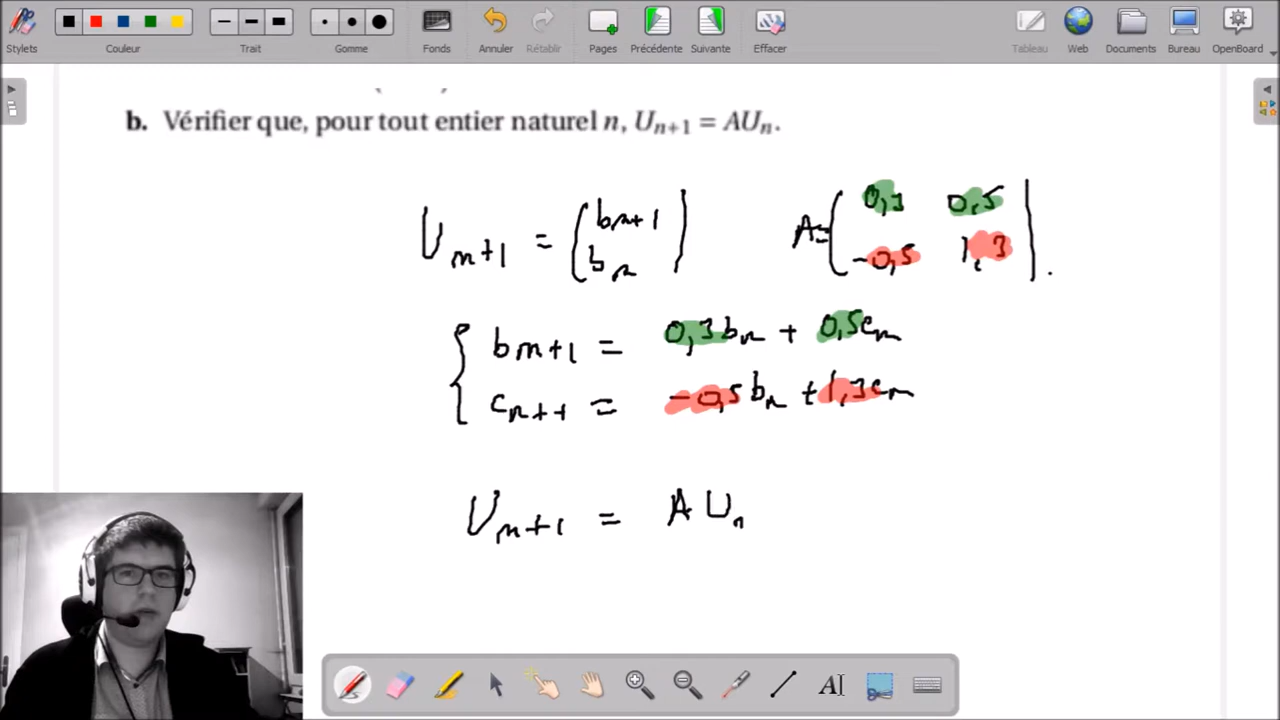 Stylets Couleur Trait Gomme Fonds Annuler Rétablir Pages Précédente Suivante Effacer Tableau Web Documents Bureau OpenBoard
b. Vérifier que, pour tout entier naturel n, Uₙ₊₁ = AUₙ.
Uₙ₊₁ = (bₙ₊₁
bₙ)
A = (0,3 0,5
-0,5 1,3).
{ bₙ₊₁ = 0,3bₙ + 0,5cₙ
cₙ₊₁ = -0,5bₙ + 1,3cₙ
Uₙ₊₁ = AUₙ
AI